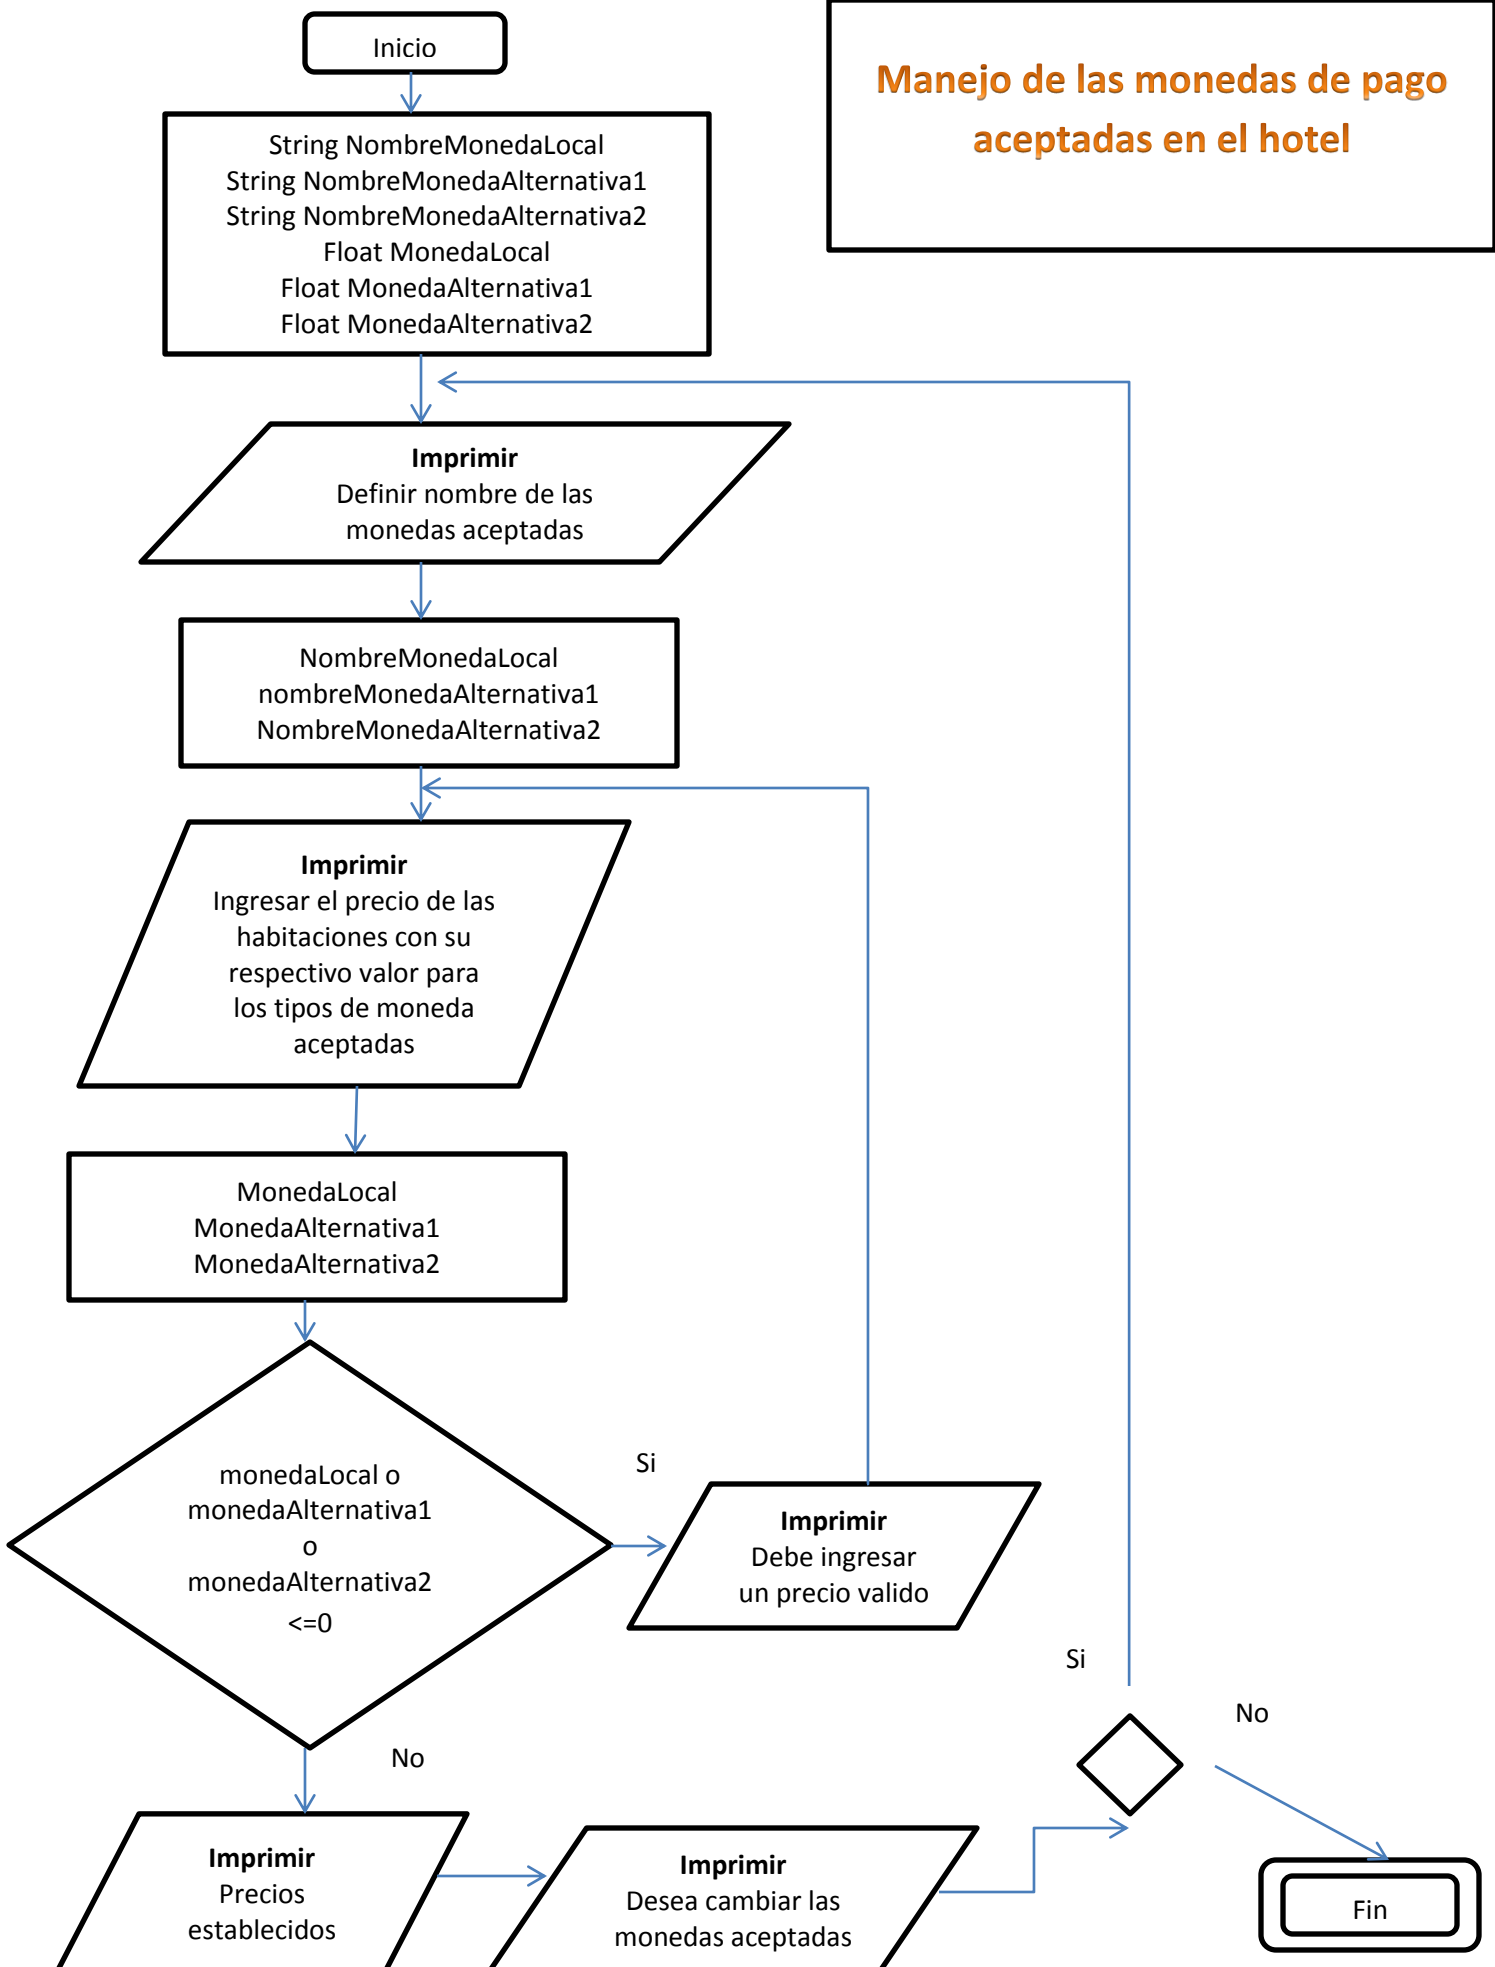 Inicio
Manejo de las monedas de pago
aceptadas en el hotel
String NombreMonedaLocal
String NombreMonedaAlternativa1
String NombreMonedaAlternativa2
Float MonedaLocal
Float MonedaAlternativa1
Float MonedaAlternativa2
Imprimir
Definir nombre de las
monedas aceptadas
NombreMonedaLocal
nombreMonedaAlternativa1
NombreMonedaAlternativa2
Imprimir
Ingresar el precio de las
habitaciones con su
respectivo valor para
los tipos de moneda
aceptadas
MonedaLocal
MonedaAlternativa1
MonedaAlternativa2
monedaLocal o
monedaAlternativa1
o
monedaAlternativa2
<=0
Si
Imprimir
Debe ingresar
un precio valido
No
Imprimir
Precios
establecidos
Imprimir
Desea cambiar las
monedas aceptadas
Si
No
Fin